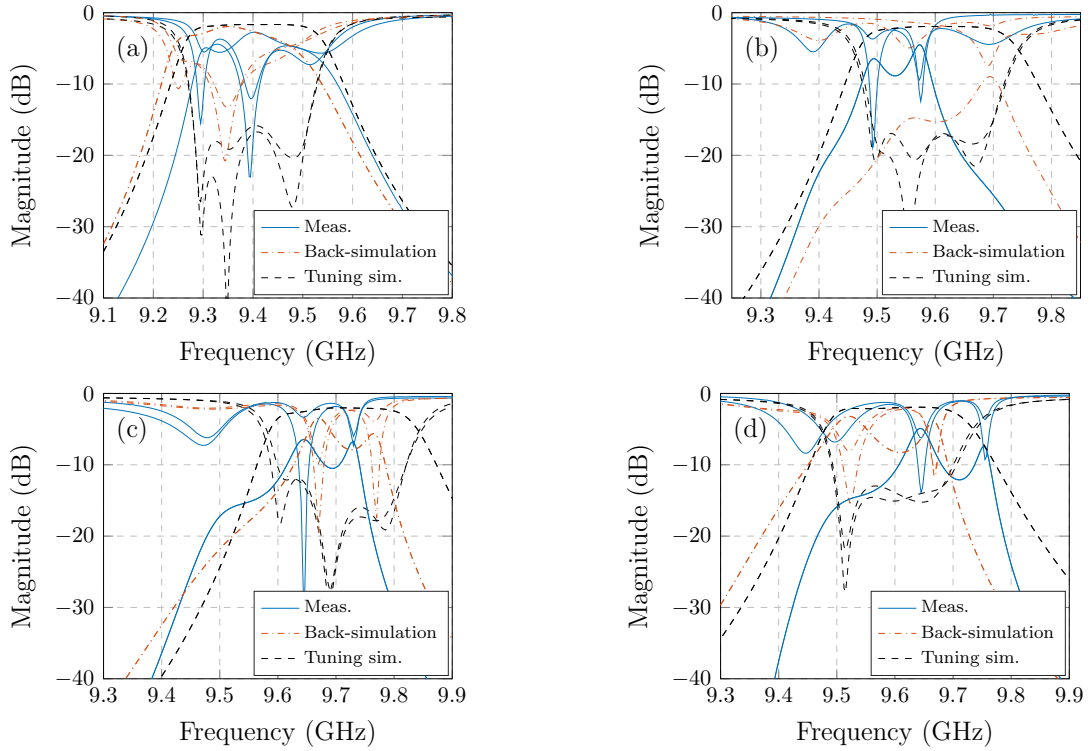 (a)
Magnitude (dB)
0
−10
−20
−30
−40
9.1 9.2 9.3 9.4 9.5 9.6 9.7 9.8
Frequency (GHz)
Meas.
Back-simulation
Tuning sim.
(b)
Magnitude (dB)
0
−10
−20
−30
−40
9.3 9.4 9.5 9.6 9.7 9.8
Frequency (GHz)
Meas.
Back-simulation
Tuning sim.
(c)
Magnitude (dB)
0
−10
−20
−30
−40
9.3 9.4 9.5 9.6 9.7 9.8 9.9
Frequency (GHz)
Meas.
Back-simulation
Tuning sim.
(d)
Magnitude (dB)
0
−10
−20
−30
−40
9.3 9.4 9.5 9.6 9.7 9.8 9.9
Frequency (GHz)
Meas.
Back-simulation
Tuning sim.